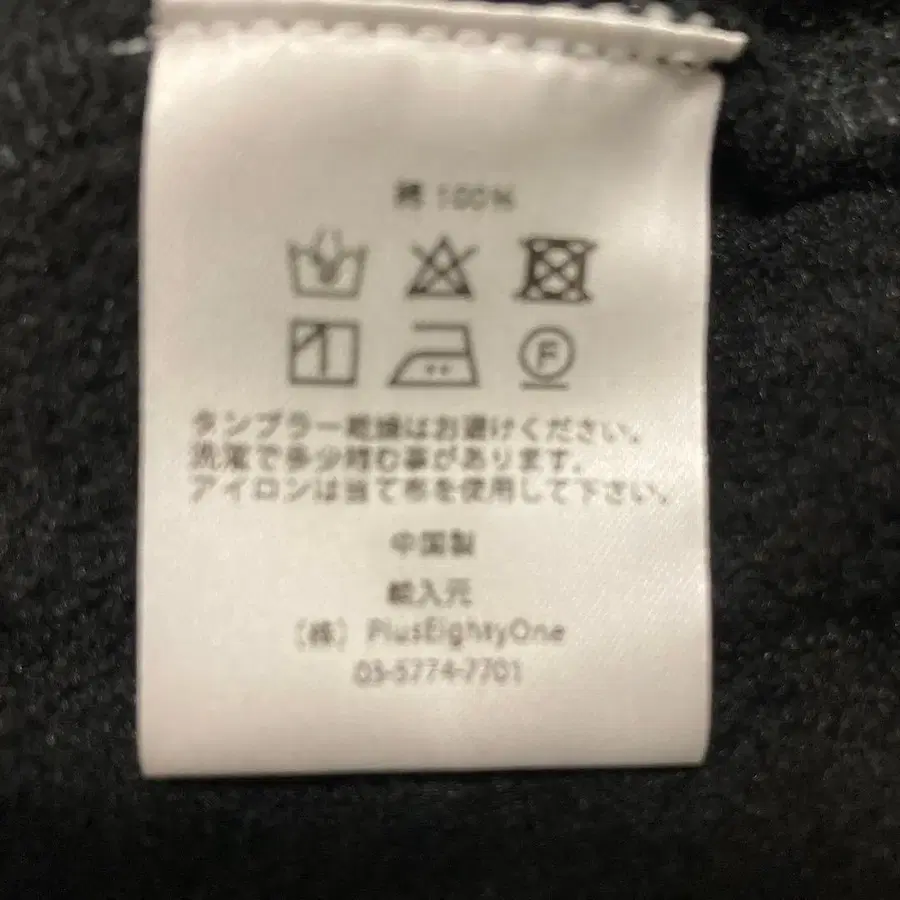 綿 100%
F
タンブラー乾燥はお避けください。
洗濯で多少縮む事があります。
アイロンは当て布を使用して下さい。
中国製
輸入元
(株) PlusEightyOne
03-5774-7701